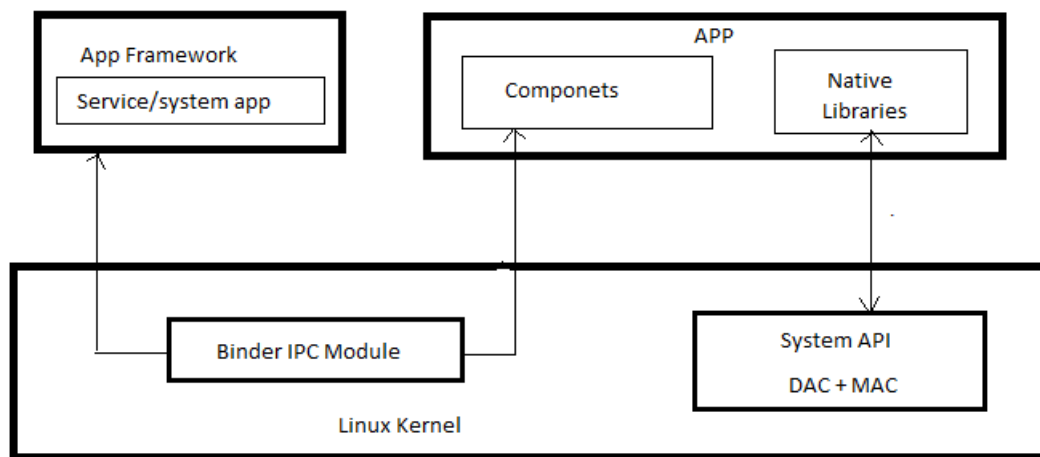 App Framework
Service/system app
APP
Componets
Native
Libraries
Binder IPC Module
System API
DAC + MAC
Linux Kernel